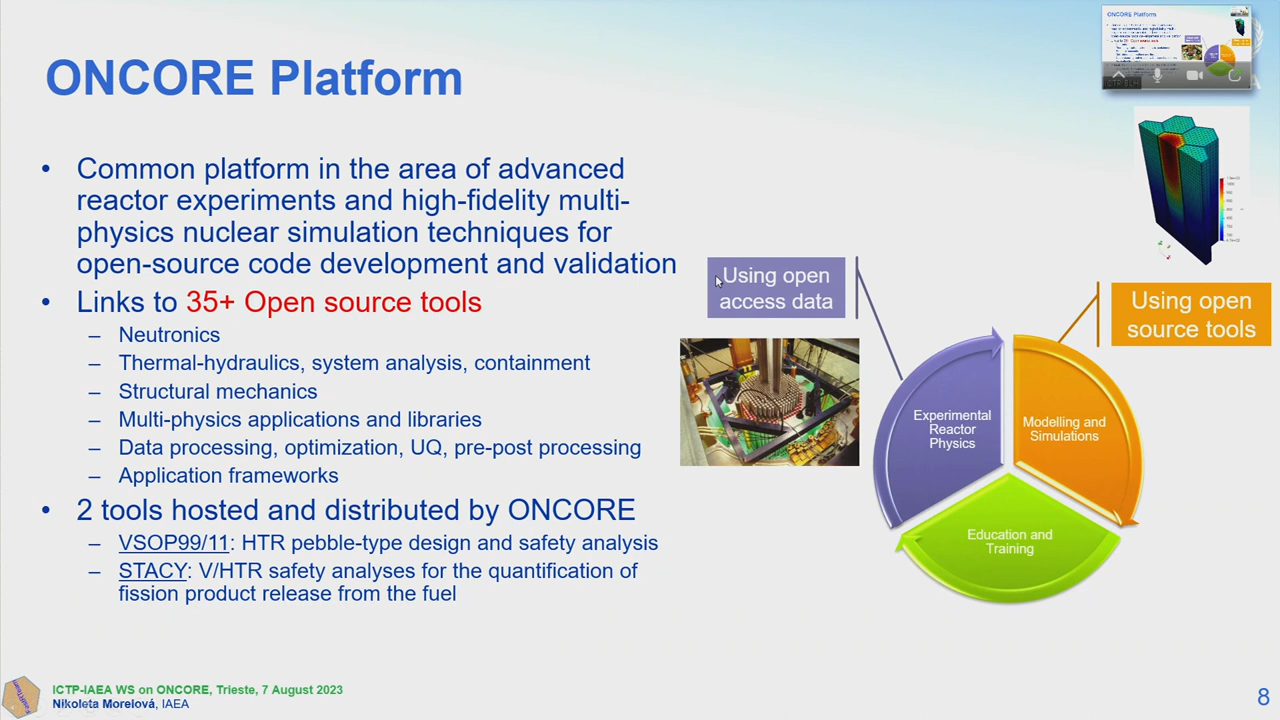 ONCORE Platform
• Common platform in the area of advanced
reactor experiments and high-fidelity multi-
physics nuclear simulation techniques for
open-source code development and validation
• Links to 35+ Open source tools
– Neutronics
– Thermal-hydraulics, system analysis, containment
– Structural mechanics
– Multi-physics applications and libraries
– Data processing, optimization, UQ, pre-post processing
– Application frameworks
• 2 tools hosted and distributed by ONCORE
– VSOP99/11: HTR pebble-type design and safety analysis
– STACY: V/HTR safety analyses for the quantification of
fission product release from the fuel
Using open
access data
Using open
source tools
Experimental
Reactor
Physics
Modelling and
Simulations
Education and
Training
ONCORE Platform
ICTP-IAEA WS on ONCORE, Trieste, 7 August 2023
Nikoleta Morelová, IAEA
8